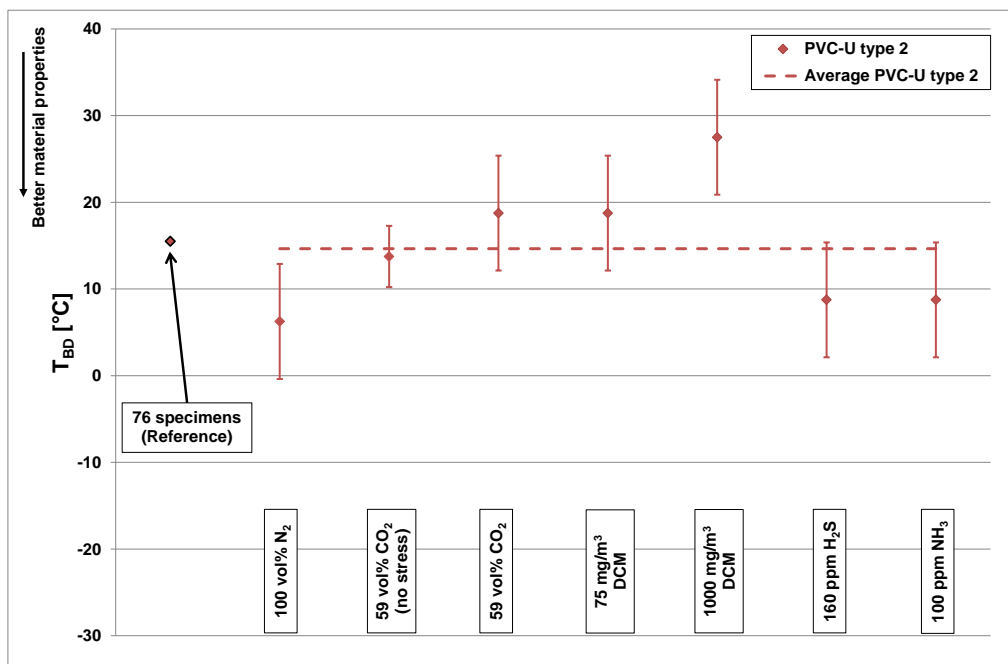 Better material properties
T_BD [°C]
40
30
20
10
0
-10
-20
-30
PVC-U type 2
Average PVC-U type 2
76 specimens
(Reference)
100 vol% N₂
59 vol% CO₂
(no stress)
59 vol% CO₂
75 mg/m³
DCM
1000 mg/m³
DCM
160 ppm H₂S
100 ppm NH₃